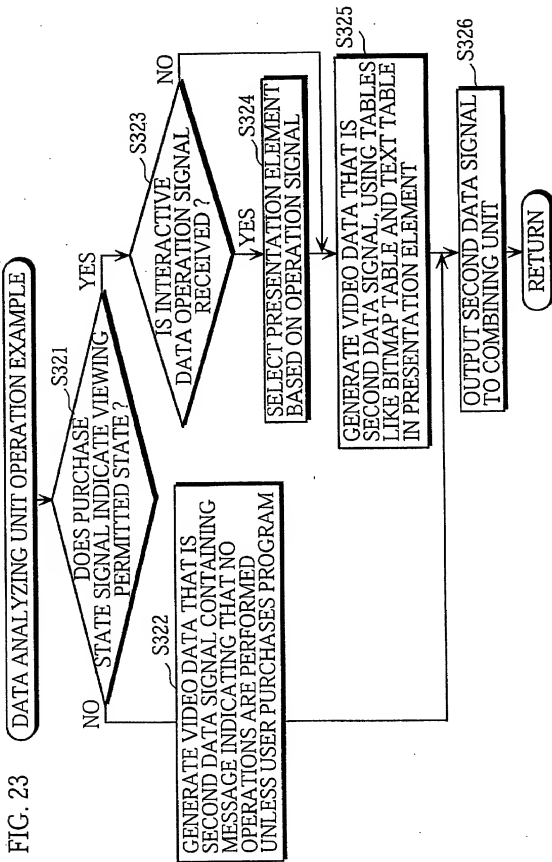 FIG. 23
DATA ANALYZING UNIT OPERATION EXAMPLE
S321
DOES PURCHASE
STATE SIGNAL INDICATE VIEWING
PERMITTED STATE ?
NO
YES
S322
GENERATE VIDEO DATA THAT IS
SECOND DATA SIGNAL CONTAINING
MESSAGE INDICATING THAT NO
OPERATIONS ARE PERFORMED
UNLESS USER PURCHASES PROGRAM
S323
IS INTERACTIVE
DATA OPERATION SIGNAL
RECEIVED ?
NO
YES
S324
SELECT PRESENTATION ELEMENT
BASED ON OPERATION SIGNAL
S325
GENERATE VIDEO DATA THAT IS
SECOND DATA SIGNAL, USING TABLES
LIKE BITMAP TABLE AND TEXT TABLE
IN PRESENTATION ELEMENT
S326
OUTPUT SECOND DATA SIGNAL
TO COMBINING UNIT
RETURN